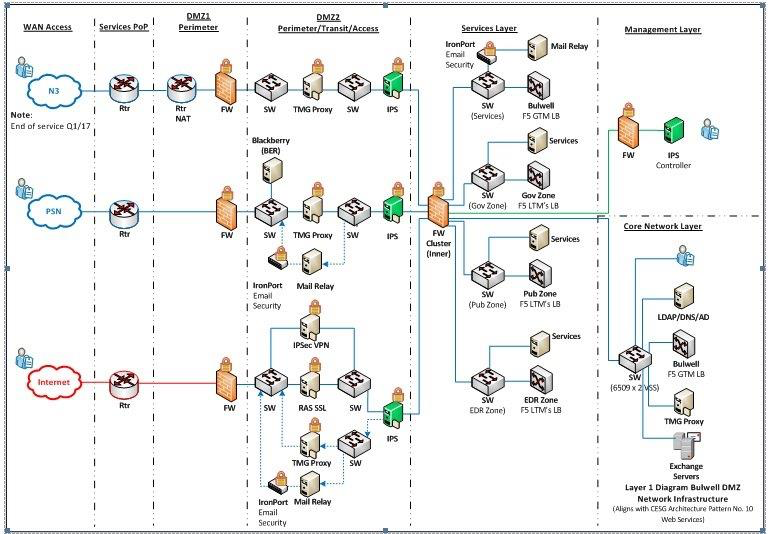 WAN Access
Services PoP
DMZ1
Perimeter
DMZ2
Perimeter/Transit/Access
Services Layer
Management Layer
N3
Note:
End of service Q1/17
Rtr
Rtr
NAT
FW
SW
TMG Proxy
SW
IPS
IronPort
Email
Security
Mail Relay
SW
(Services)
Bulwell
F5 GTM LB
FW
IPS
Controller
Blackberry
(BER)
PSN
Rtr
FW
SW
TMG Proxy
SW
IPS
IronPort
Email
Security
Mail Relay
FW
Cluster
(Inner)
Services
SW
(Gov Zone)
Gov Zone
F5 LTM's LB
Services
SW
(Pub Zone)
Pub Zone
F5 LTM's LB
Services
SW
EDR Zone)
EDR Zone
F5 LTM's LB
Core Network Layer
LDAP/DNS/AD
SW
(6509 x 2 VSS)
Bulwell
F5 GTM LB
TMG Proxy
Exchange
Servers
Internet
Rtr
FW
SW
IPSec VPN
RAS SSL
SW
IPS
TMG Proxy
SW
IronPort
Email
Security
Mail Relay
Layer 1 Diagram Bulwell DMZ
Network Infrastructure
(Aligns with CESG Architecture Pattern No. 10
Web Services)